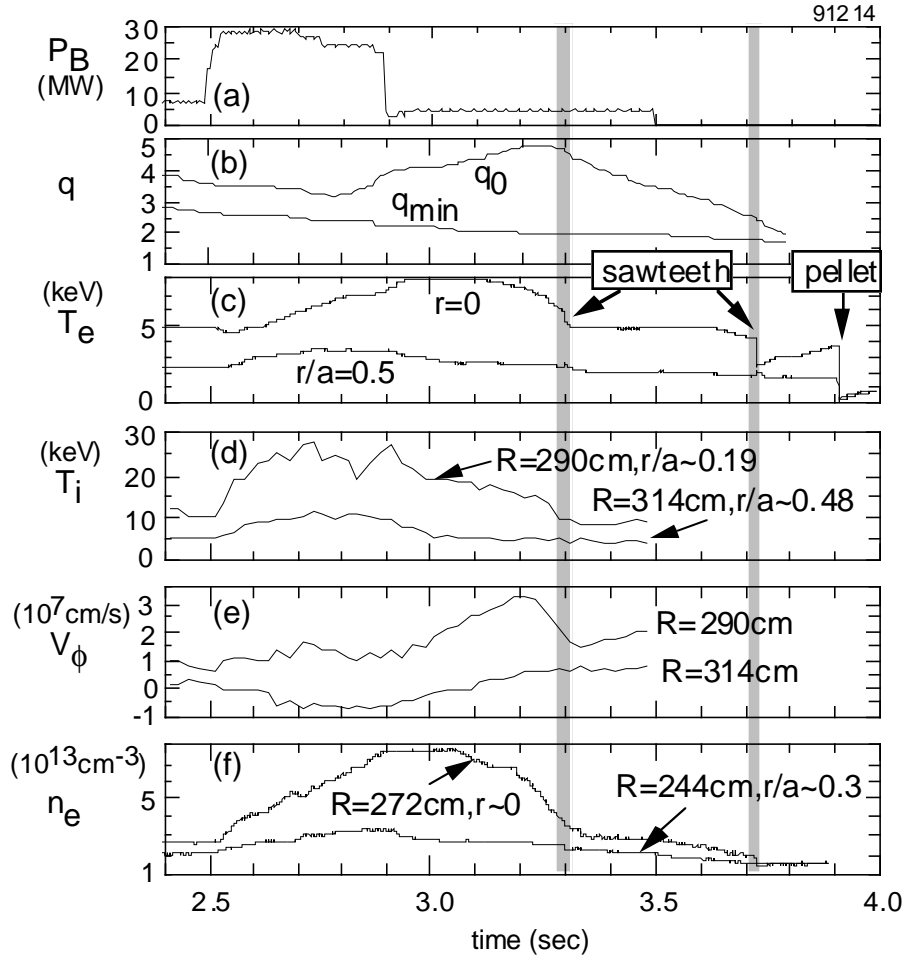 912 14
P_B
(MW)
30
20
10
0
(a)
q
5
4
3
2
1
(b)
q_0
q_min
sawteeth
pellet
(keV)
T_e
5
0
(c)
r=0
r/a=0.5
(keV)
T_i
30
20
10
0
(d)
R=290cm,r/a~0.19
R=314cm,r/a~0.48
(10^7cm/s)
V_ϕ
3
2
1
0
-1
(e)
R=290cm
R=314cm
(10^13cm-3)
n_e
5
1
(f)
R=272cm,r~0
R=244cm,r/a~0.3
2.5 3.0 3.5 4.0
time (sec)